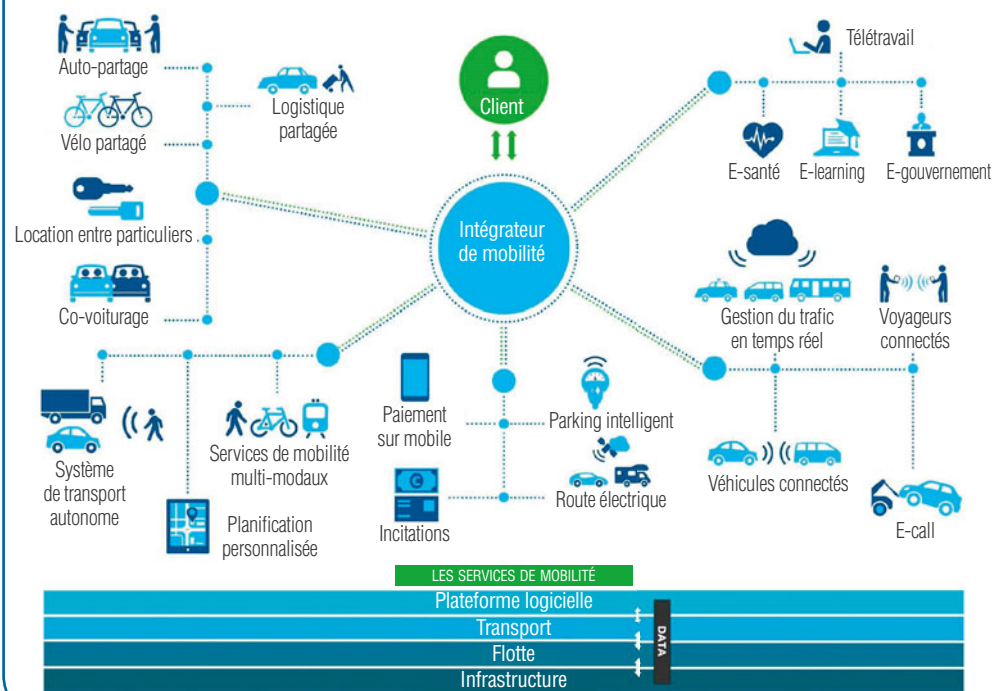 Auto-partage
Logistique
partagée
Vélo partagé
Location entre particuliers
Co-voiturage
Client
Intégrateur
de mobilité
Télétravail
E-santé
E-learning
E-gouvernement
Gestion du trafic
en temps réel
Voyageurs
connectés
Véhicules connectés
E-call
Système
de transport
autonome
Planification
personnalisée
Services de mobilité
multi-modaux
Paiement
sur mobile
Incitations
Parking intelligent
Route électrique
LES SERVICES DE MOBILITÉ
Plateforme logicielle
Transport
Flotte
Infrastructure
DATA